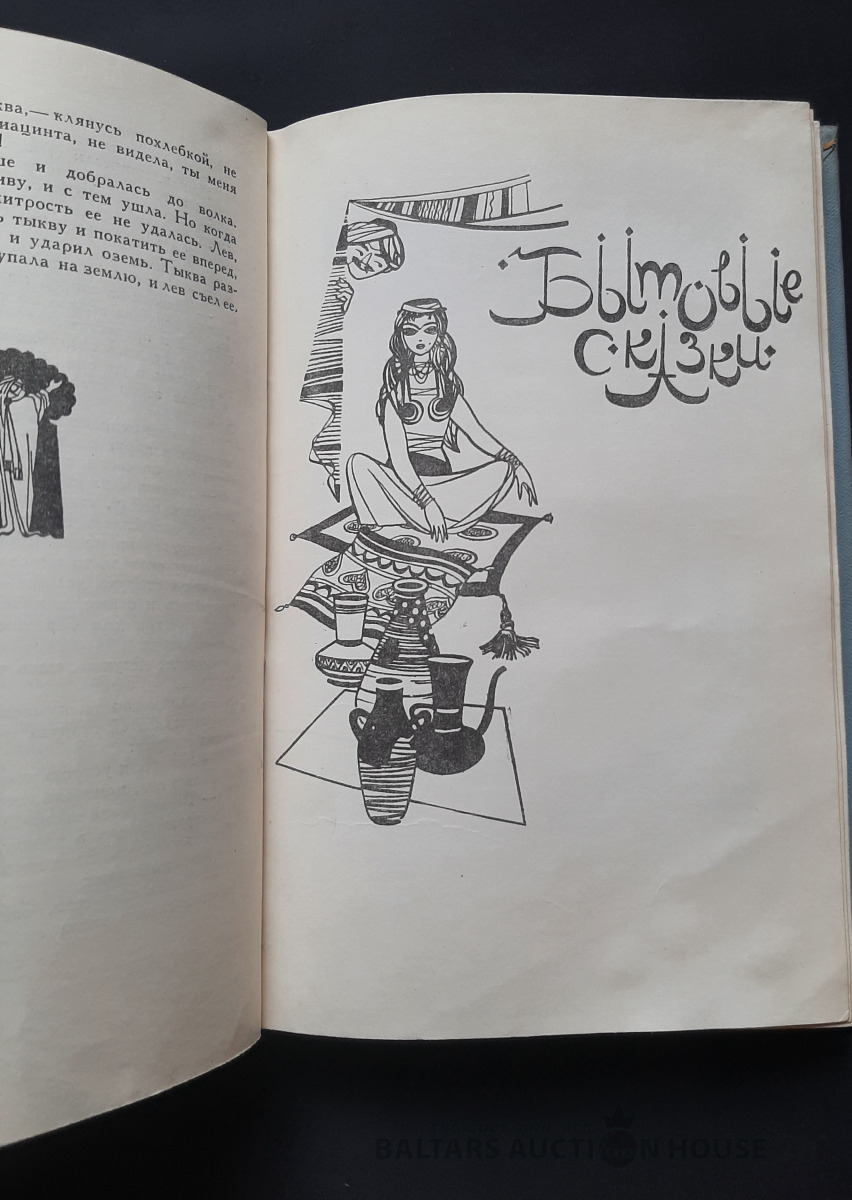 ква,— клянусь похлебкой, не
иацинта, не видела, ты меня
!
ше и добралась до волка.
иву, и с тем ушла. Но когда
хитрость ее не удалась. Лев,
ь тыкву и покатить ее вперед,
и ударил оземь. Тыква раз-
упала на землю, и лев съел ее,
Бытовые
сказки
BALTARS AUCTION HOUSE